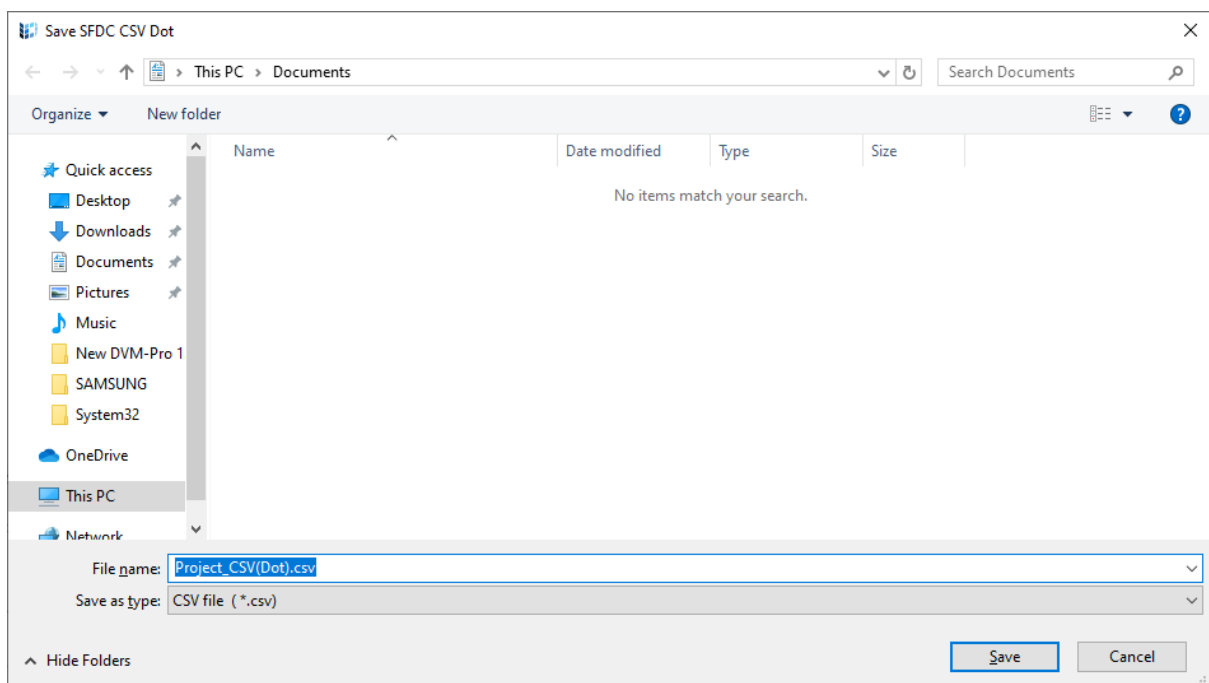 Save SFDC CSV Dot
This PC > Documents
Search Documents
Organize New folder
Name Date modified Type Size
No items match your search.
Quick access
Desktop
Downloads
Documents
Pictures
Music
New DVM-Pro 1
SAMSUNG
System32
OneDrive
This PC
Network
File name: Project_CSV(Dot).csv
Save as type: CSV file ( *.csv)
Hide Folders Save Cancel